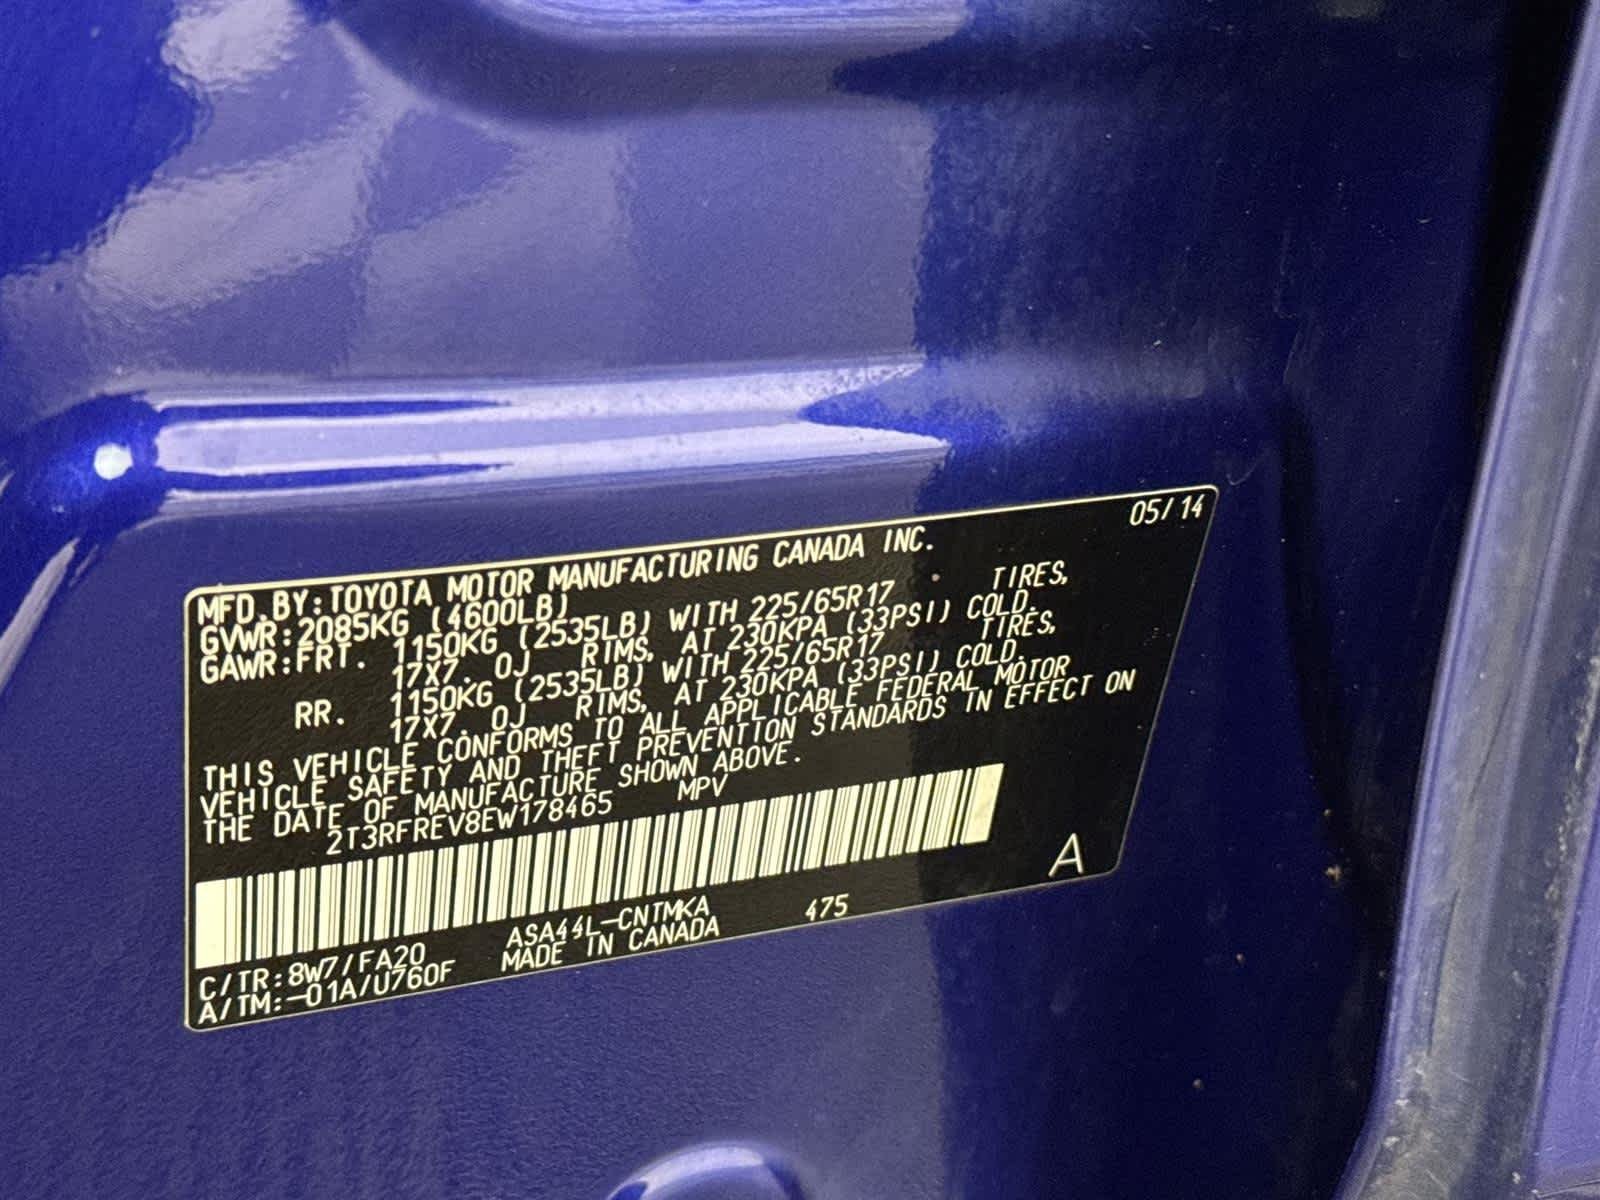 05/14
MFD. BY: TOYOTA MOTOR MANUFACTURING CANADA INC.
GVWR: 2085KG (4600LB)
GAWR: FRT. 1150KG (2535LB) WITH 225/65R17 TIRES,
17X7. 0J RIMS, AT 230KPA (33PSI) COLD.
RR. 1150KG (2535LB) WITH 225/65R17 TIRES,
17X7. 0J RIMS, AT 230KPA (33PSI) COLD.
THIS VEHICLE CONFORMS TO ALL APPLICABLE FEDERAL MOTOR
VEHICLE SAFETY AND THEFT PREVENTION STANDARDS IN EFFECT ON
THE DATE OF MANUFACTURE SHOWN ABOVE.
2T3RFREV8EW178465 MPV
A
C/TR: 8W7/FA20 ASA44L-CNTMKA 475
A/TM: -01A/U760F MADE IN CANADA